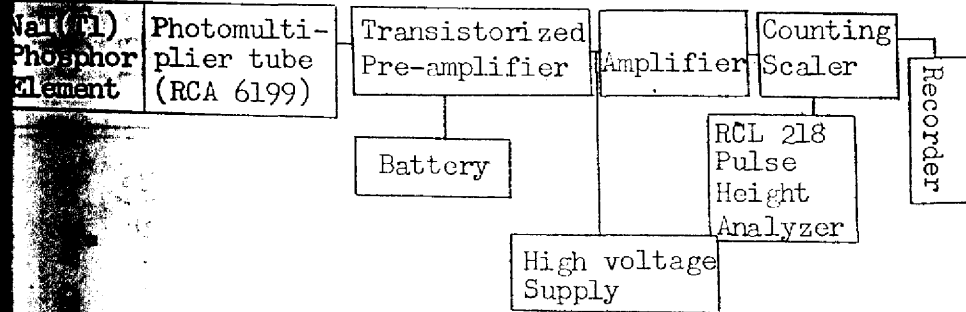 NaI(Tl)
Phosphor
Element
Photomulti-
plier tube
(RCA 6199)
Transistorized
Pre-amplifier
Amplifier
Counting
Scaler
Recorder
Battery
RCL 218
Pulse
Height
Analyzer
High voltage
Supply